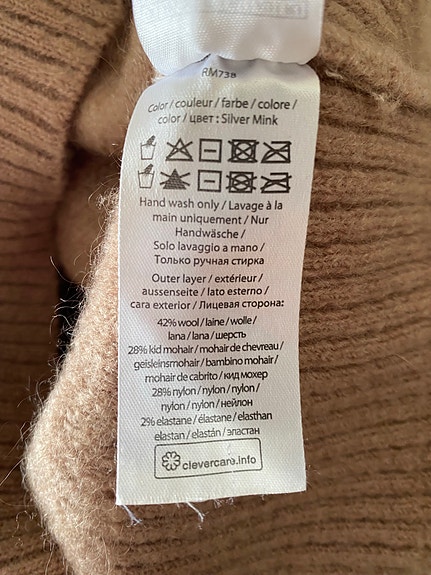 RM738
Color / couleur / farbe / colore /
color / цвет : Silver Mink
Hand wash only / Lavage à la
main uniquement / Nur
Handwäsche /
Solo lavaggio a mano /
Только ручная стирка
Outer layer / extérieur /
aussenseite / lato esterno /
cara exterior / Лицевая сторона:
42% wool / laine / wolle /
lana / lana / шерсть
28% kid mohair / mohair de chevreau /
geisleinsmohair / bambino mohair /
mohair de cabrito / кид мохер
28% nylon / nylon / nylon /
nylon / nylon / нейлон
2% elastane / élastane / elasthan
elastan / elastán / эластан
clevercare.info